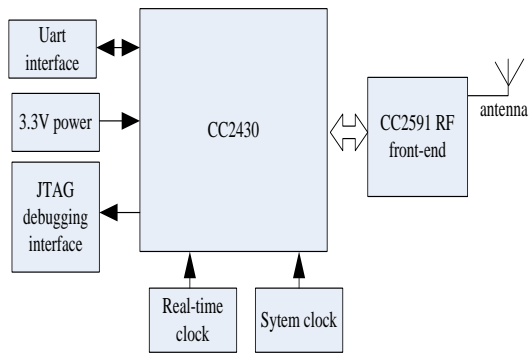 Uart
interface
3.3V power
JTAG
debugging
interface
CC2430
CC2591 RF
front-end
antenna
Real-time
clock
Sytem clock